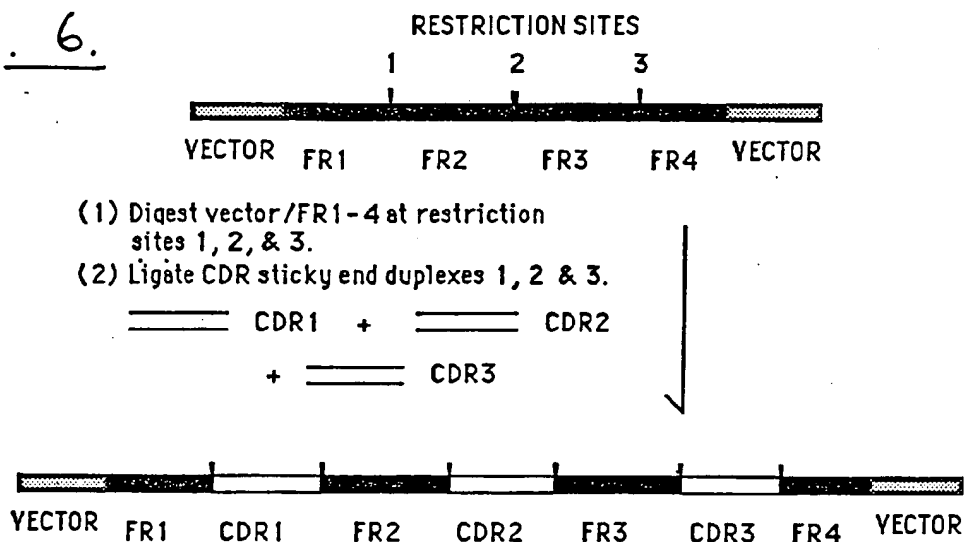 . 6.
RESTRICTION SITES
1 2 3
VECTOR FR1 FR2 FR3 FR4 VECTOR
(1) Digest vector/FR1-4 at restriction
sites 1, 2, & 3.
(2) Ligate CDR sticky end duplexes 1, 2 & 3.
CDR1 + CDR2
+ CDR3
VECTOR FR1 CDR1 FR2 CDR2 FR3 CDR3 FR4 VECTOR